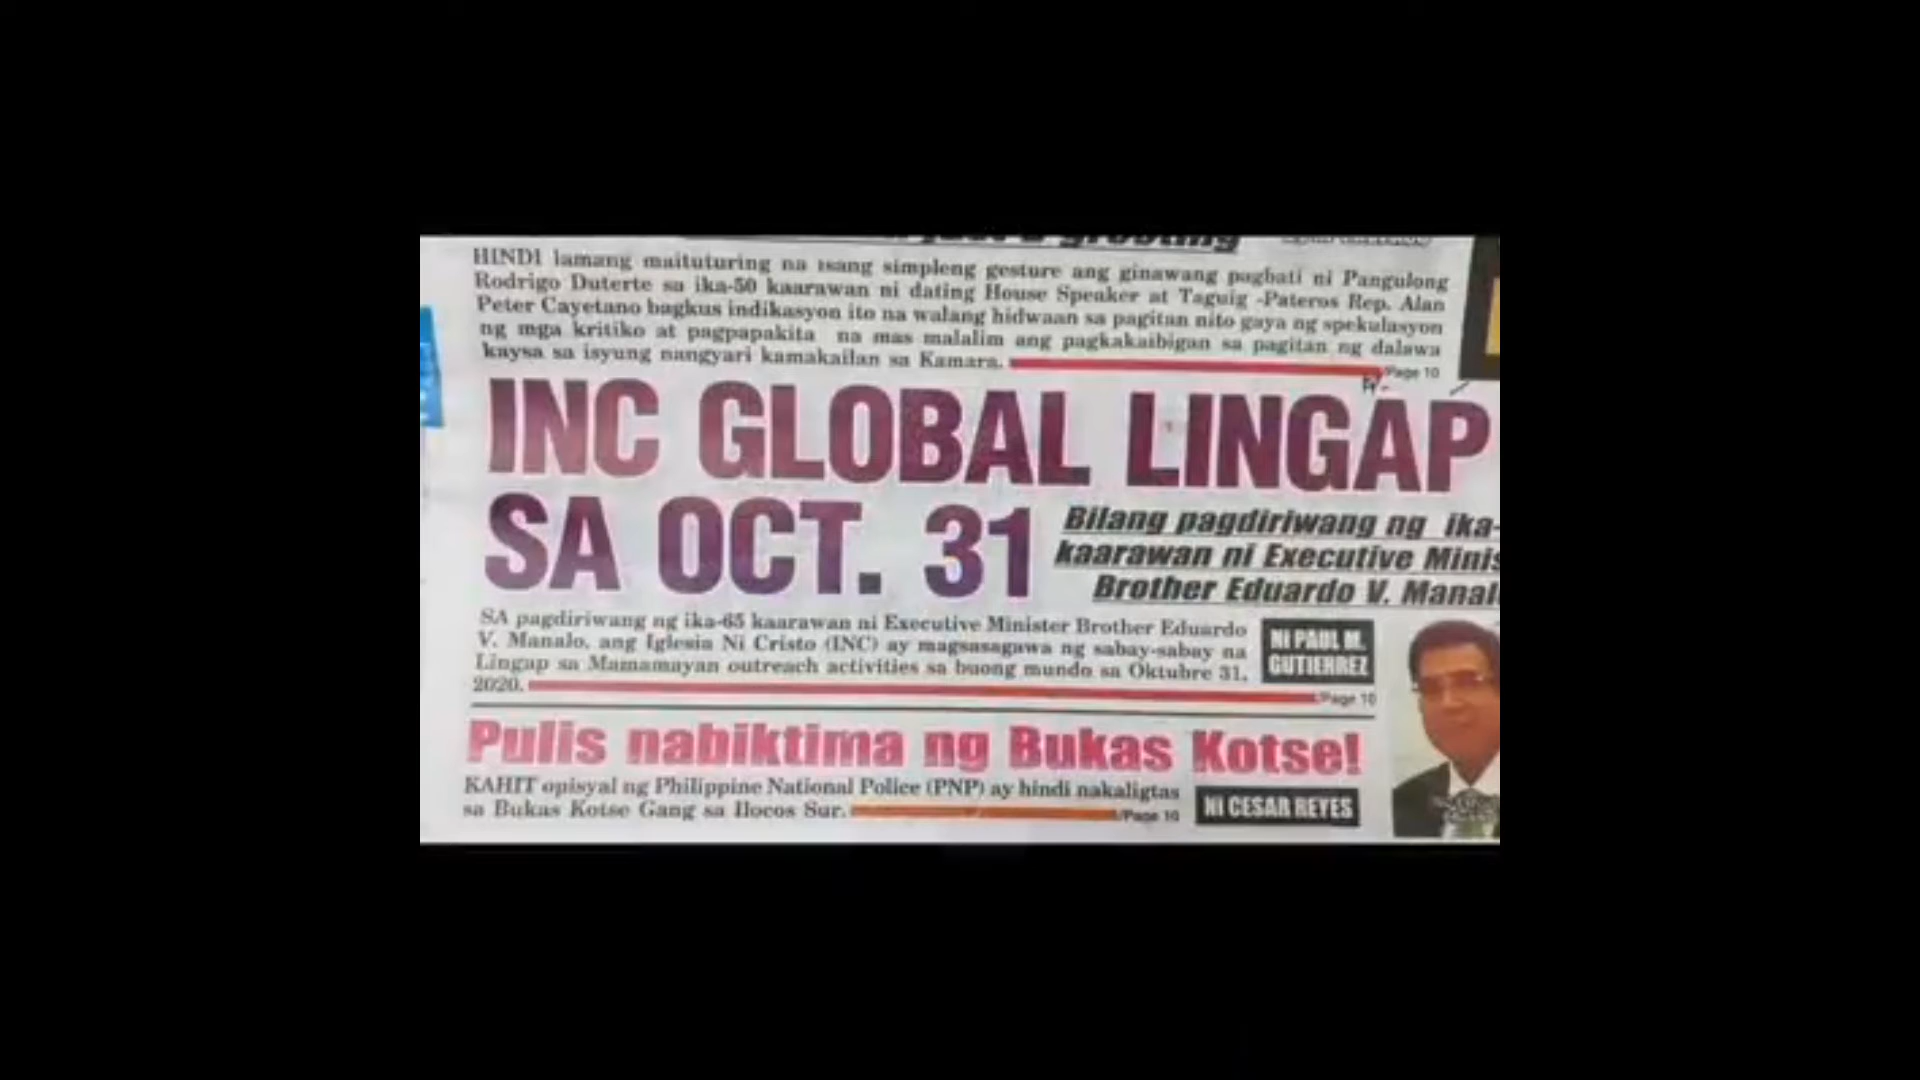 greeting
HINDI lamang maituturing na isang simpleng gesture ang ginawang pagbati ni Pangulong
Rodrigo Duterte sa ika-50 kaarawan ni dating House Speaker at Taguig -Pateros Rep. Alan
Peter Cayetano bagkus indikasyon ito na walang hidwaan sa pagitan nito gaya ng spekulasyon
ng mga kritiko at pagpapakita na mas malalim ang pagkakaibigan sa pagitan ng dalawa
kaysa sa isyung nangyari kamakailan sa Kamara. Page 10
INC GLOBAL LINGAP
SA OCT. 31
Bilang pagdiriwang ng ika-
kaarawan ni Executive Minis
Brother Eduardo V. Manal
SA pagdiriwang ng ika-65 kaarawan ni Executive Minister Brother Eduardo
V. Manalo, ang Iglesia Ni Cristo (INC) ay magsasagawa ng sabay-sabay na
Lingap sa Mamamayan outreach activities sa buong mundo sa Oktubre 31,
2020. /Page 10
NI PAUL M.
GUTIERREZ
Pulis nabiktima ng Bukas Kotse!
KAHIT opisyal ng Philippine National Police (PNP) ay hindi nakaligtas
sa Bukas Kotse Gang sa Ilocos Sur. /Page 10
NI CESAR REYES